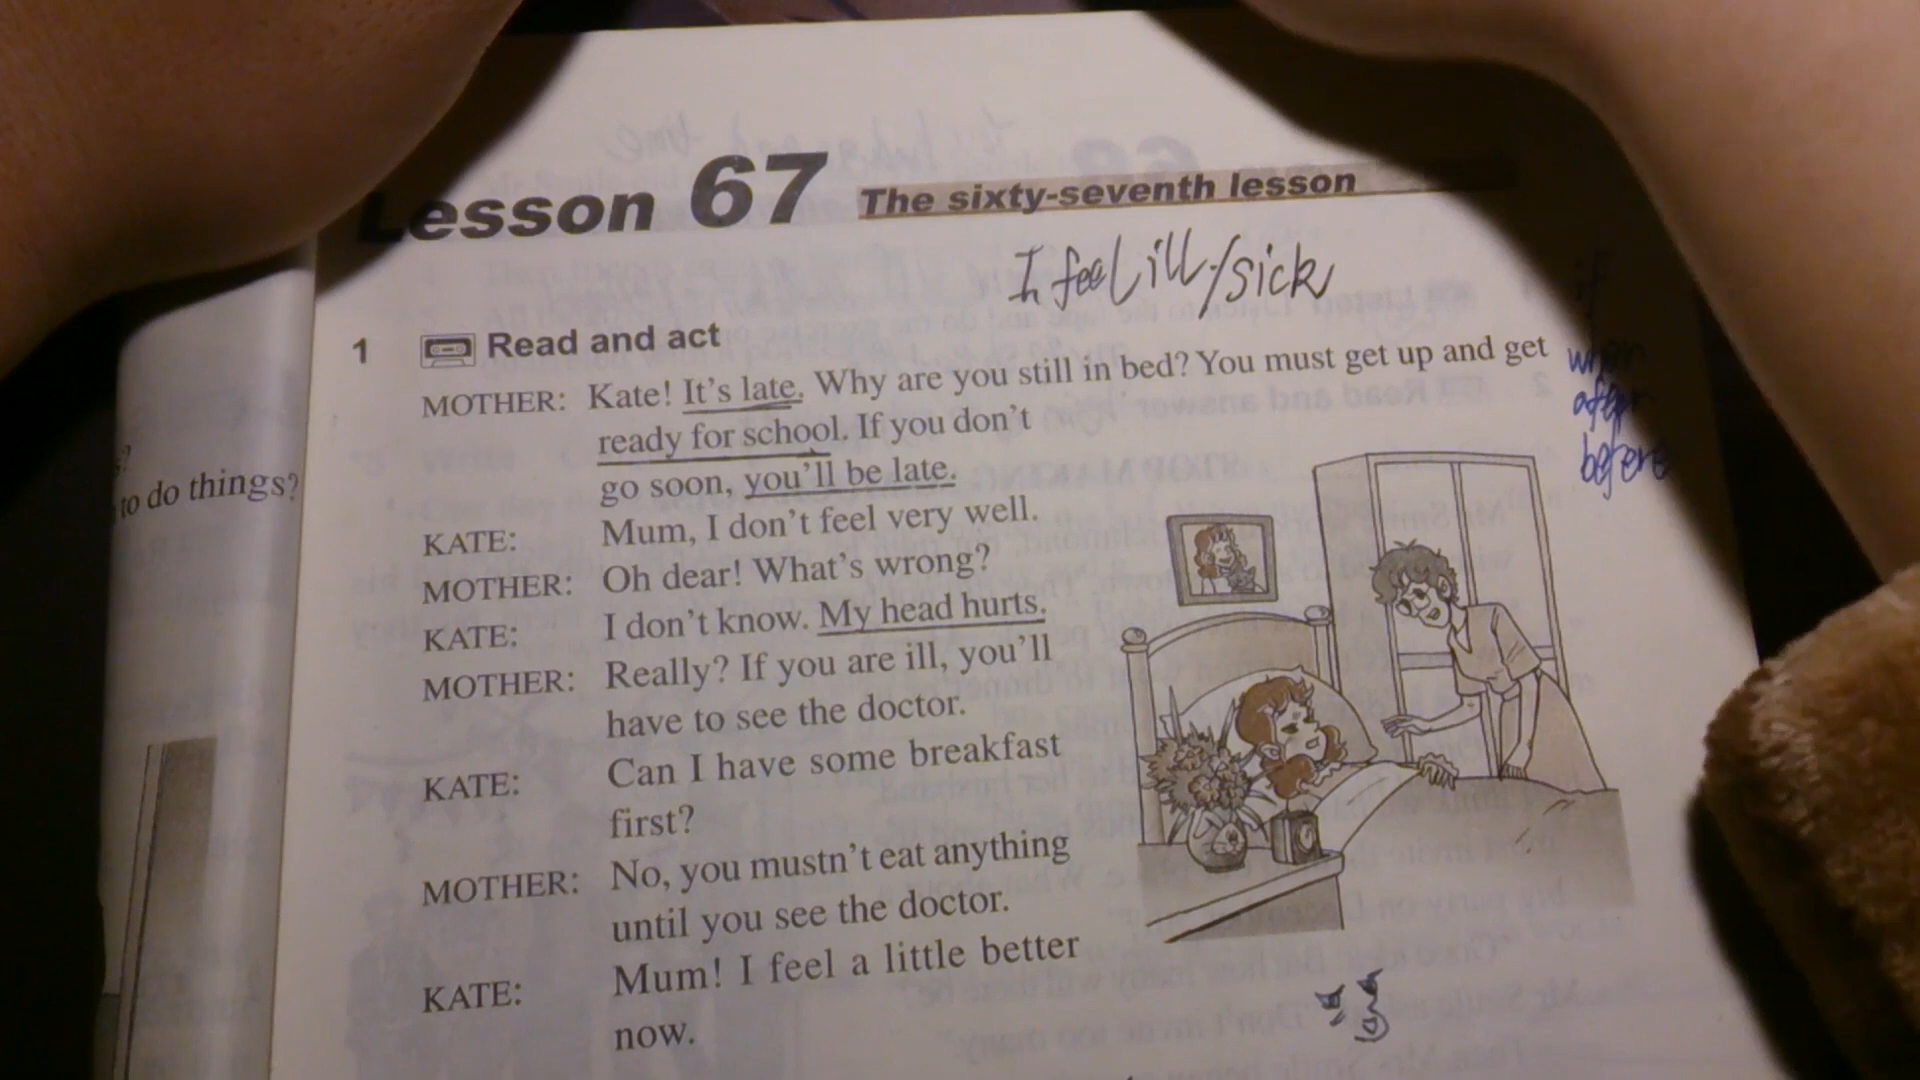 Lesson 67 The sixty-seventh lesson
I feel ill/sick
1 Read and act
MOTHER: Kate! It's late. Why are you still in bed? You must get up and get
ready for school. If you don't
go soon, you'll be late.
KATE: Mum, I don't feel very well.
MOTHER: Oh dear! What's wrong?
KATE: I don't know. My head hurts.
MOTHER: Really? If you are ill, you'll
have to see the doctor.
KATE: Can I have some breakfast
first?
MOTHER: No, you mustn't eat anything
until you see the doctor.
KATE: Mum! I feel a little better
now.
if
when
after
before
to do things?